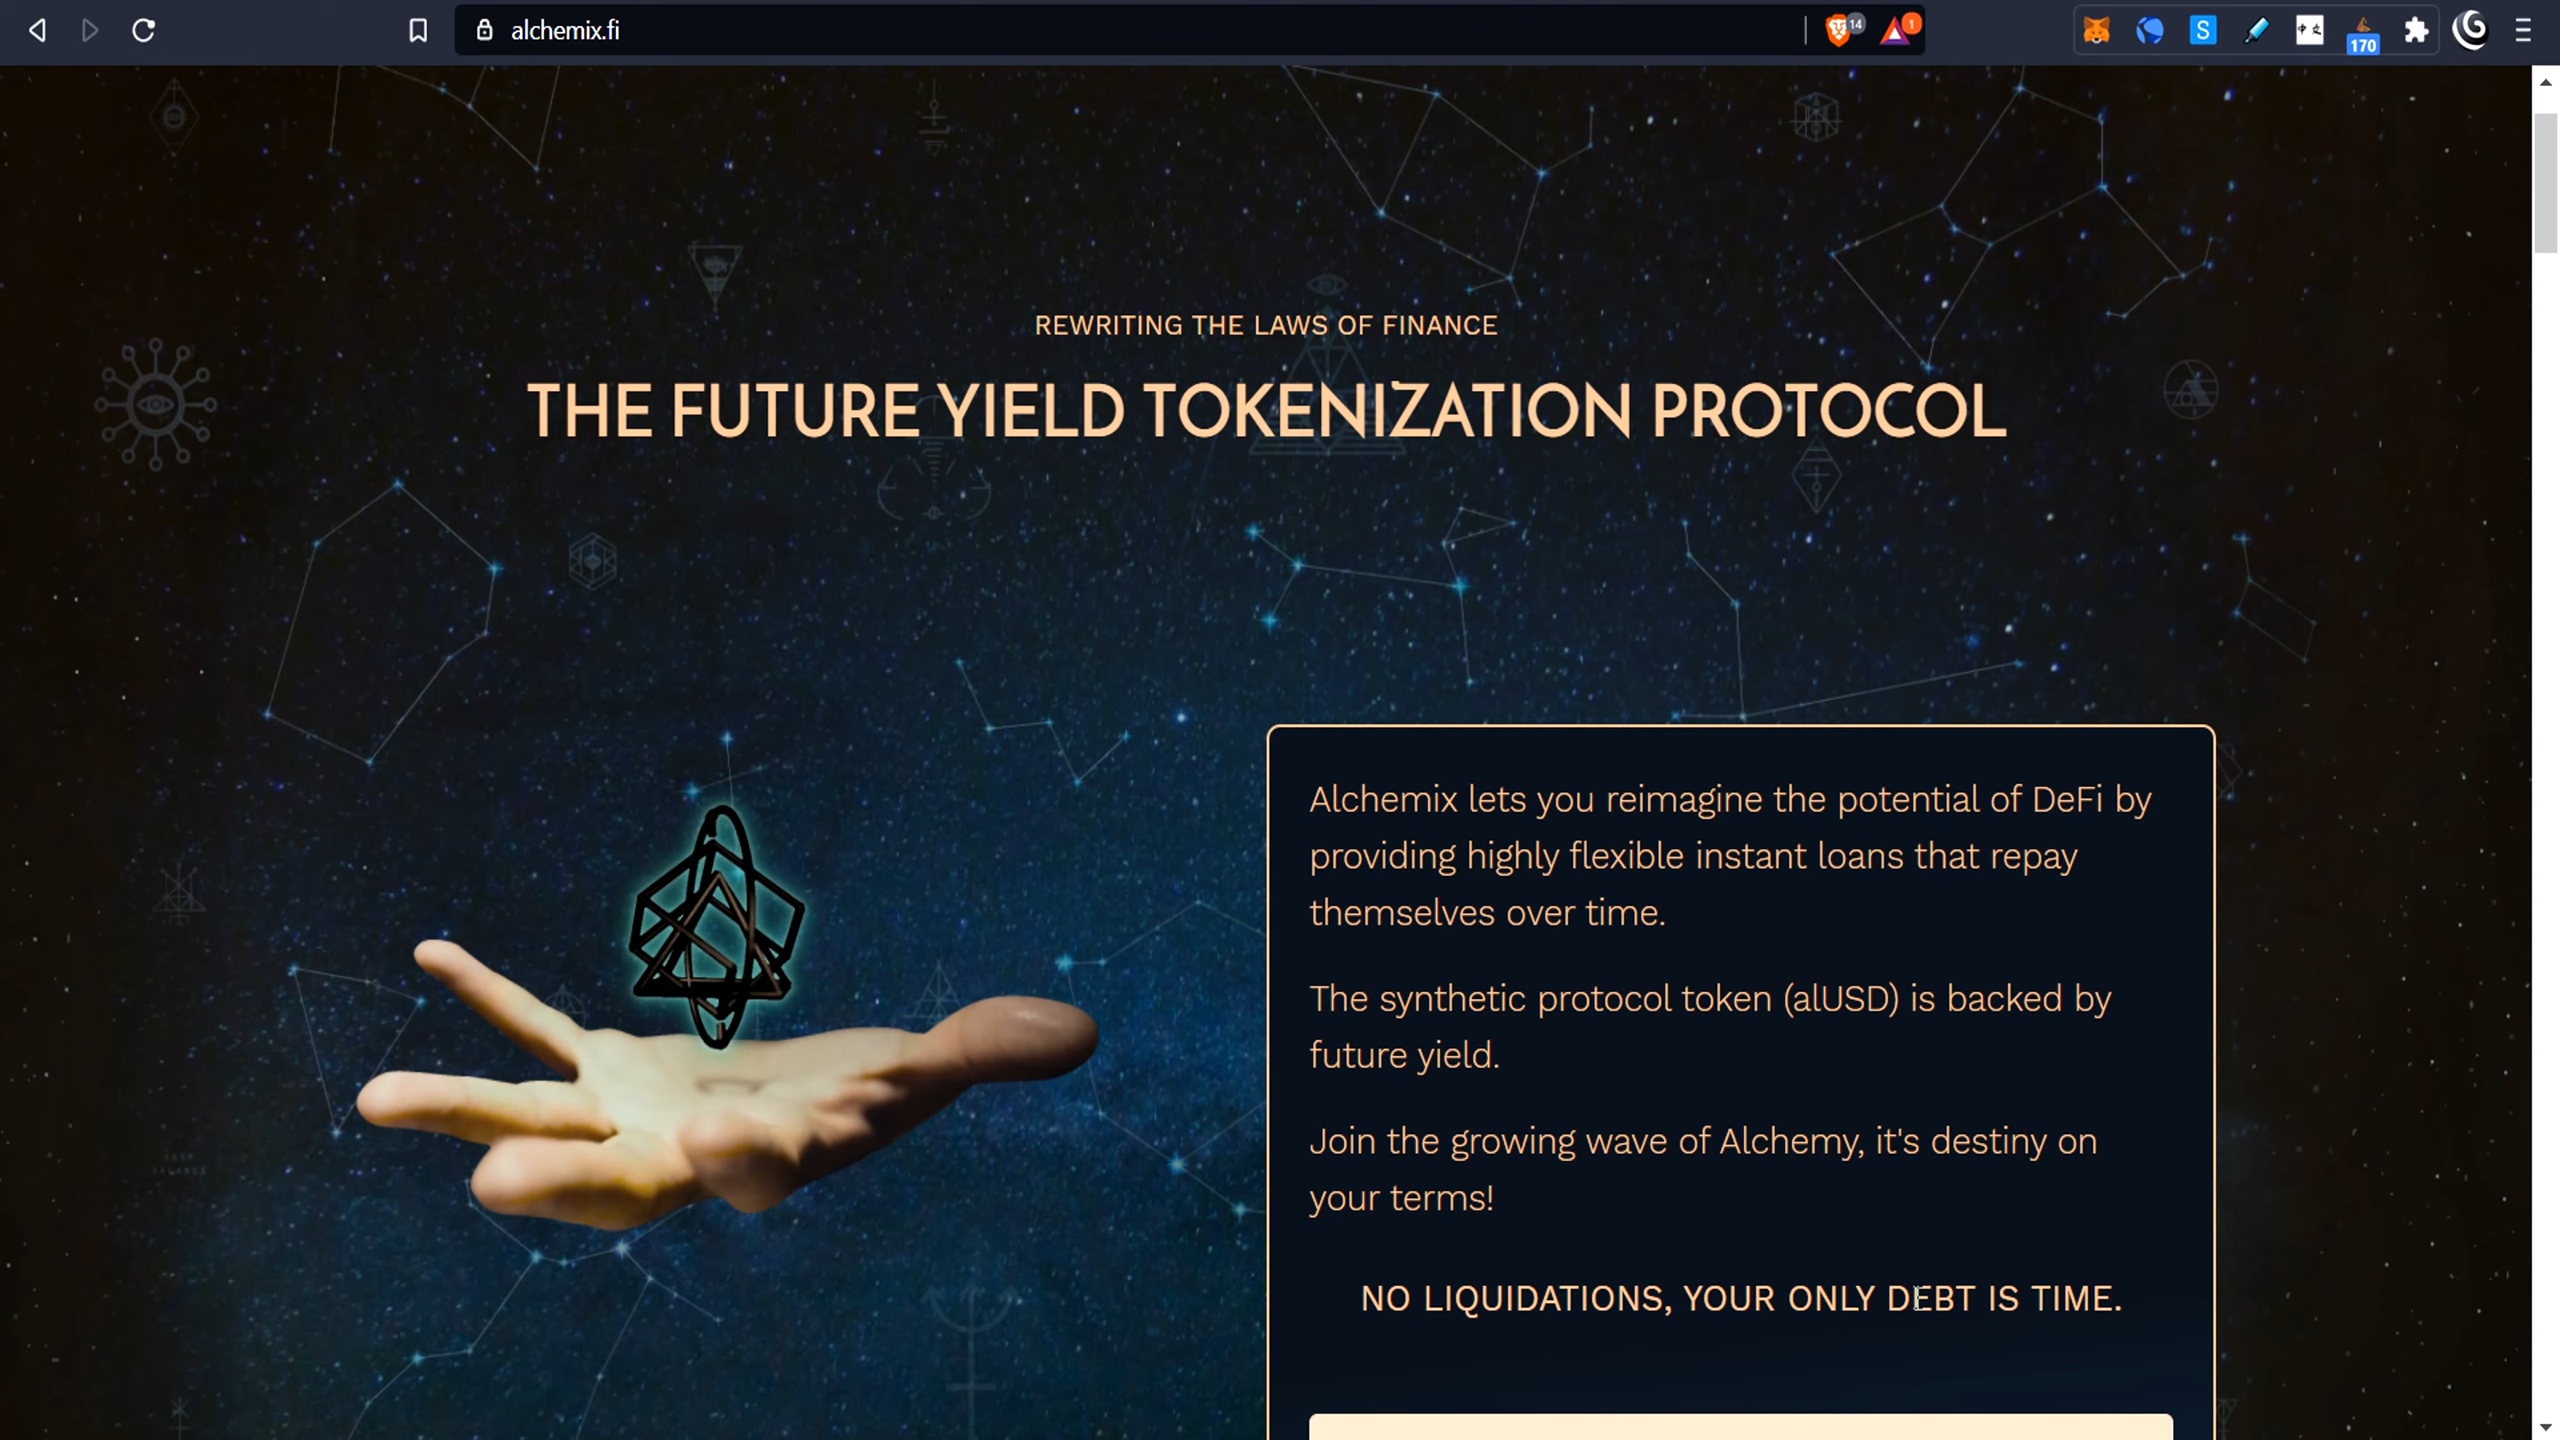 alchemix.fi
14
1
S
170
REWRITING THE LAWS OF FINANCE
THE FUTURE YIELD TOKENIZATION PROTOCOL
Alchemix lets you reimagine the potential of DeFi by
providing highly flexible instant loans that repay
themselves over time.
The synthetic protocol token (alUSD) is backed by
future yield.
Join the growing wave of Alchemy, it's destiny on
your terms!
NO LIQUIDATIONS, YOUR ONLY DEBT IS TIME.